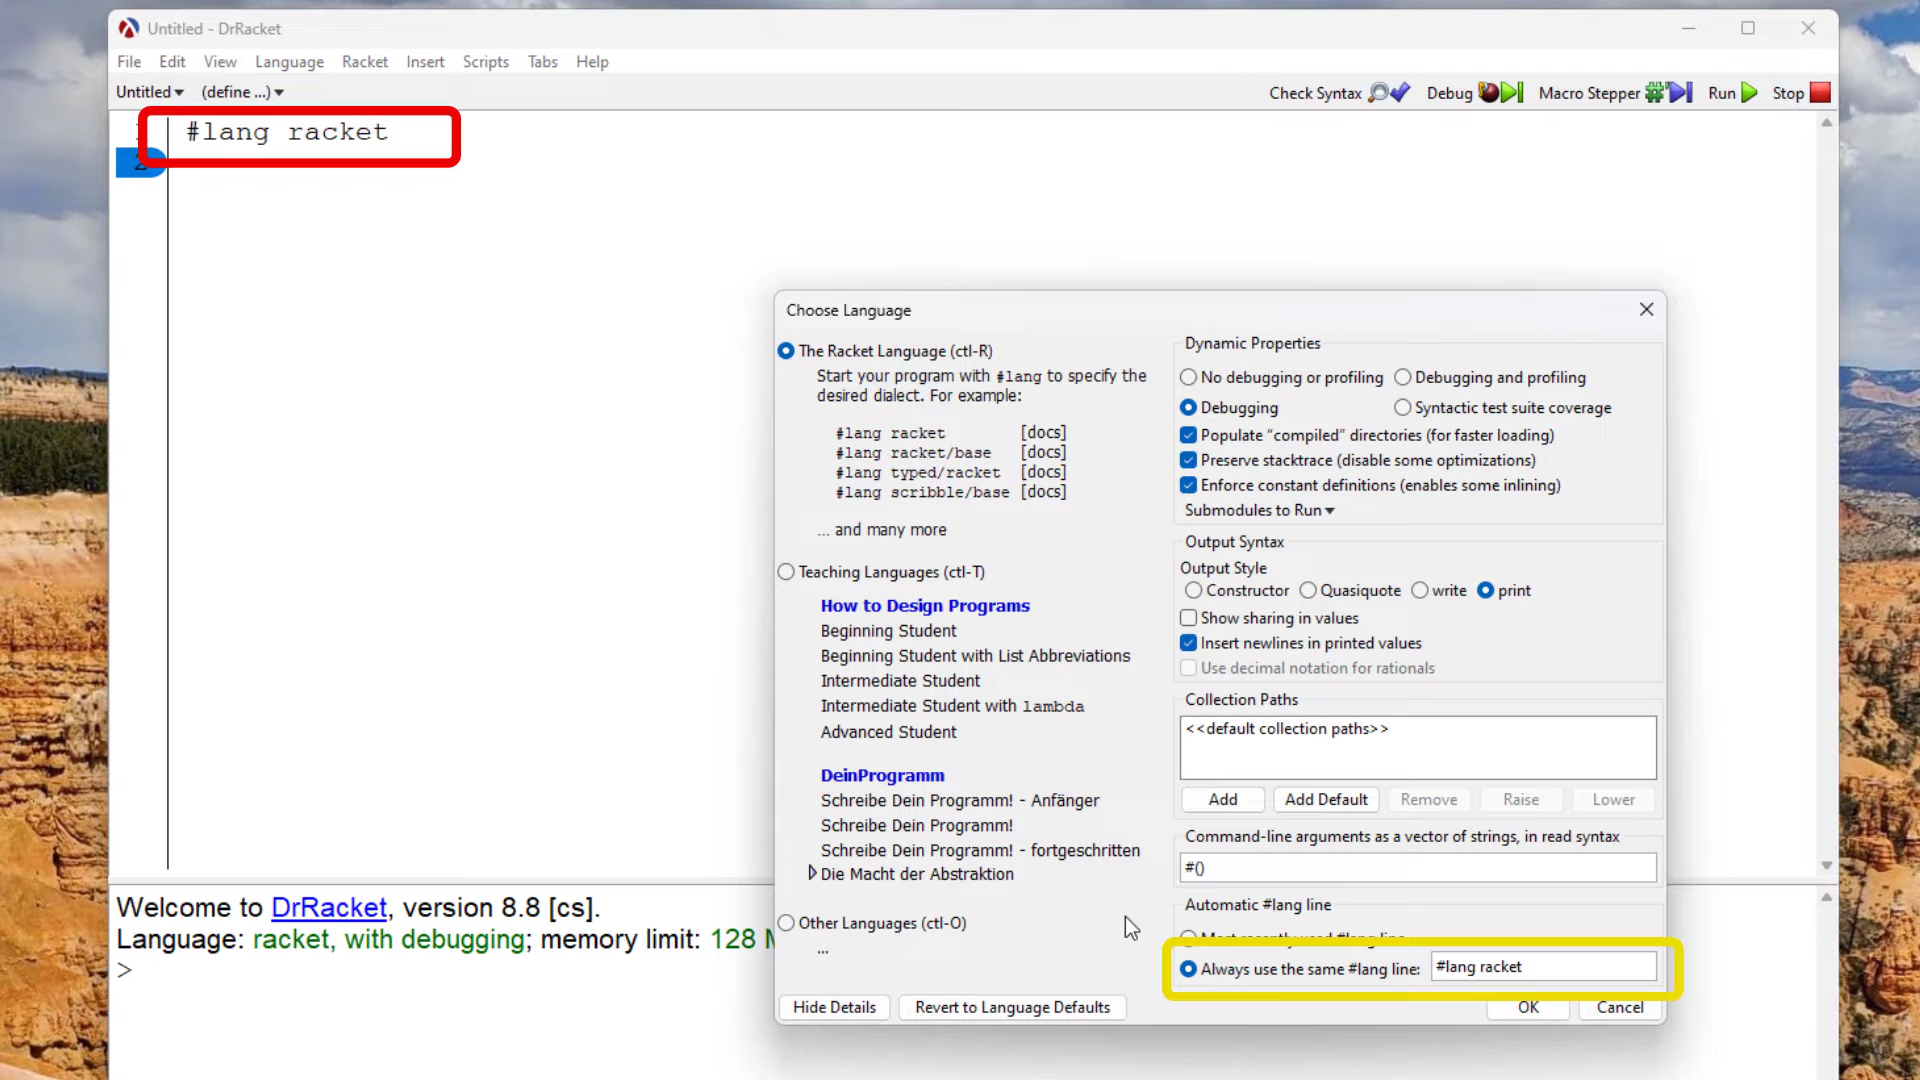 Untitled - DrRacket
File Edit View Language Racket Insert Scripts Tabs Help
Untitled (define ...) Check Syntax Debug Macro Stepper Run Stop
#lang racket
2
Choose Language
The Racket Language (ctl-R)
Start your program with #lang to specify the
desired dialect. For example:
#lang racket [docs]
#lang racket/base [docs]
#lang typed/racket [docs]
#lang scribble/base [docs]
... and many more
Teaching Languages (ctl-T)
How to Design Programs
Beginning Student
Beginning Student with List Abbreviations
Intermediate Student
Intermediate Student with lambda
Advanced Student
DeinProgramm
Schreibe Dein Programm! - Anfänger
Schreibe Dein Programm!
Schreibe Dein Programm! - fortgeschritten
Die Macht der Abstraktion
Other Languages (ctl-O)
...
Hide Details Revert to Language Defaults
Dynamic Properties
No debugging or profiling Debugging and profiling
Debugging Syntactic test suite coverage
Populate “compiled” directories (for faster loading)
Preserve stacktrace (disable some optimizations)
Enforce constant definitions (enables some inlining)
Submodules to Run
Output Syntax
Output Style
Constructor Quasiquote write print
Show sharing in values
Insert newlines in printed values
Use decimal notation for rationals
Collection Paths
<<default collection paths>>
Add Add Default Remove Raise Lower
Command-line arguments as a vector of strings, in read syntax
#()
Automatic #lang line
Most recently used #lang line
Always use the same #lang line: #lang racket
OK Cancel
Welcome to DrRacket, version 8.8 [cs].
Language: racket, with debugging; memory limit: 128
>